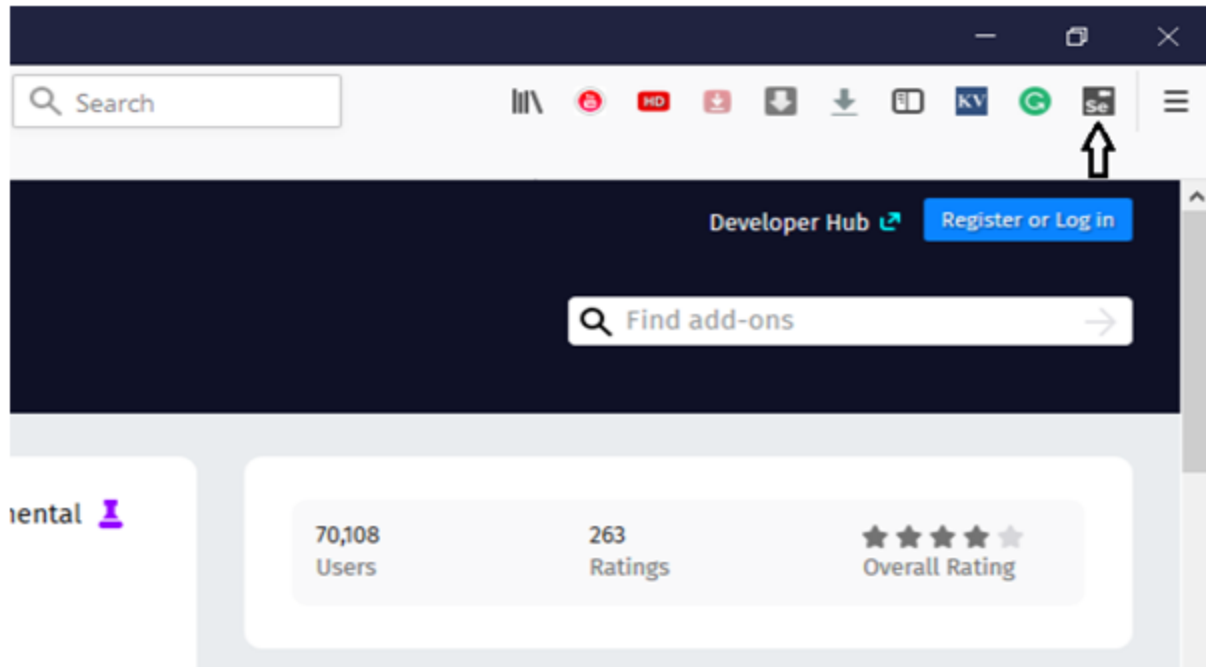 Search
HD
KV
Se
Developer Hub
Register or Log in
Find add-ons
mental
70,108
263
Users
Ratings
Overall Rating